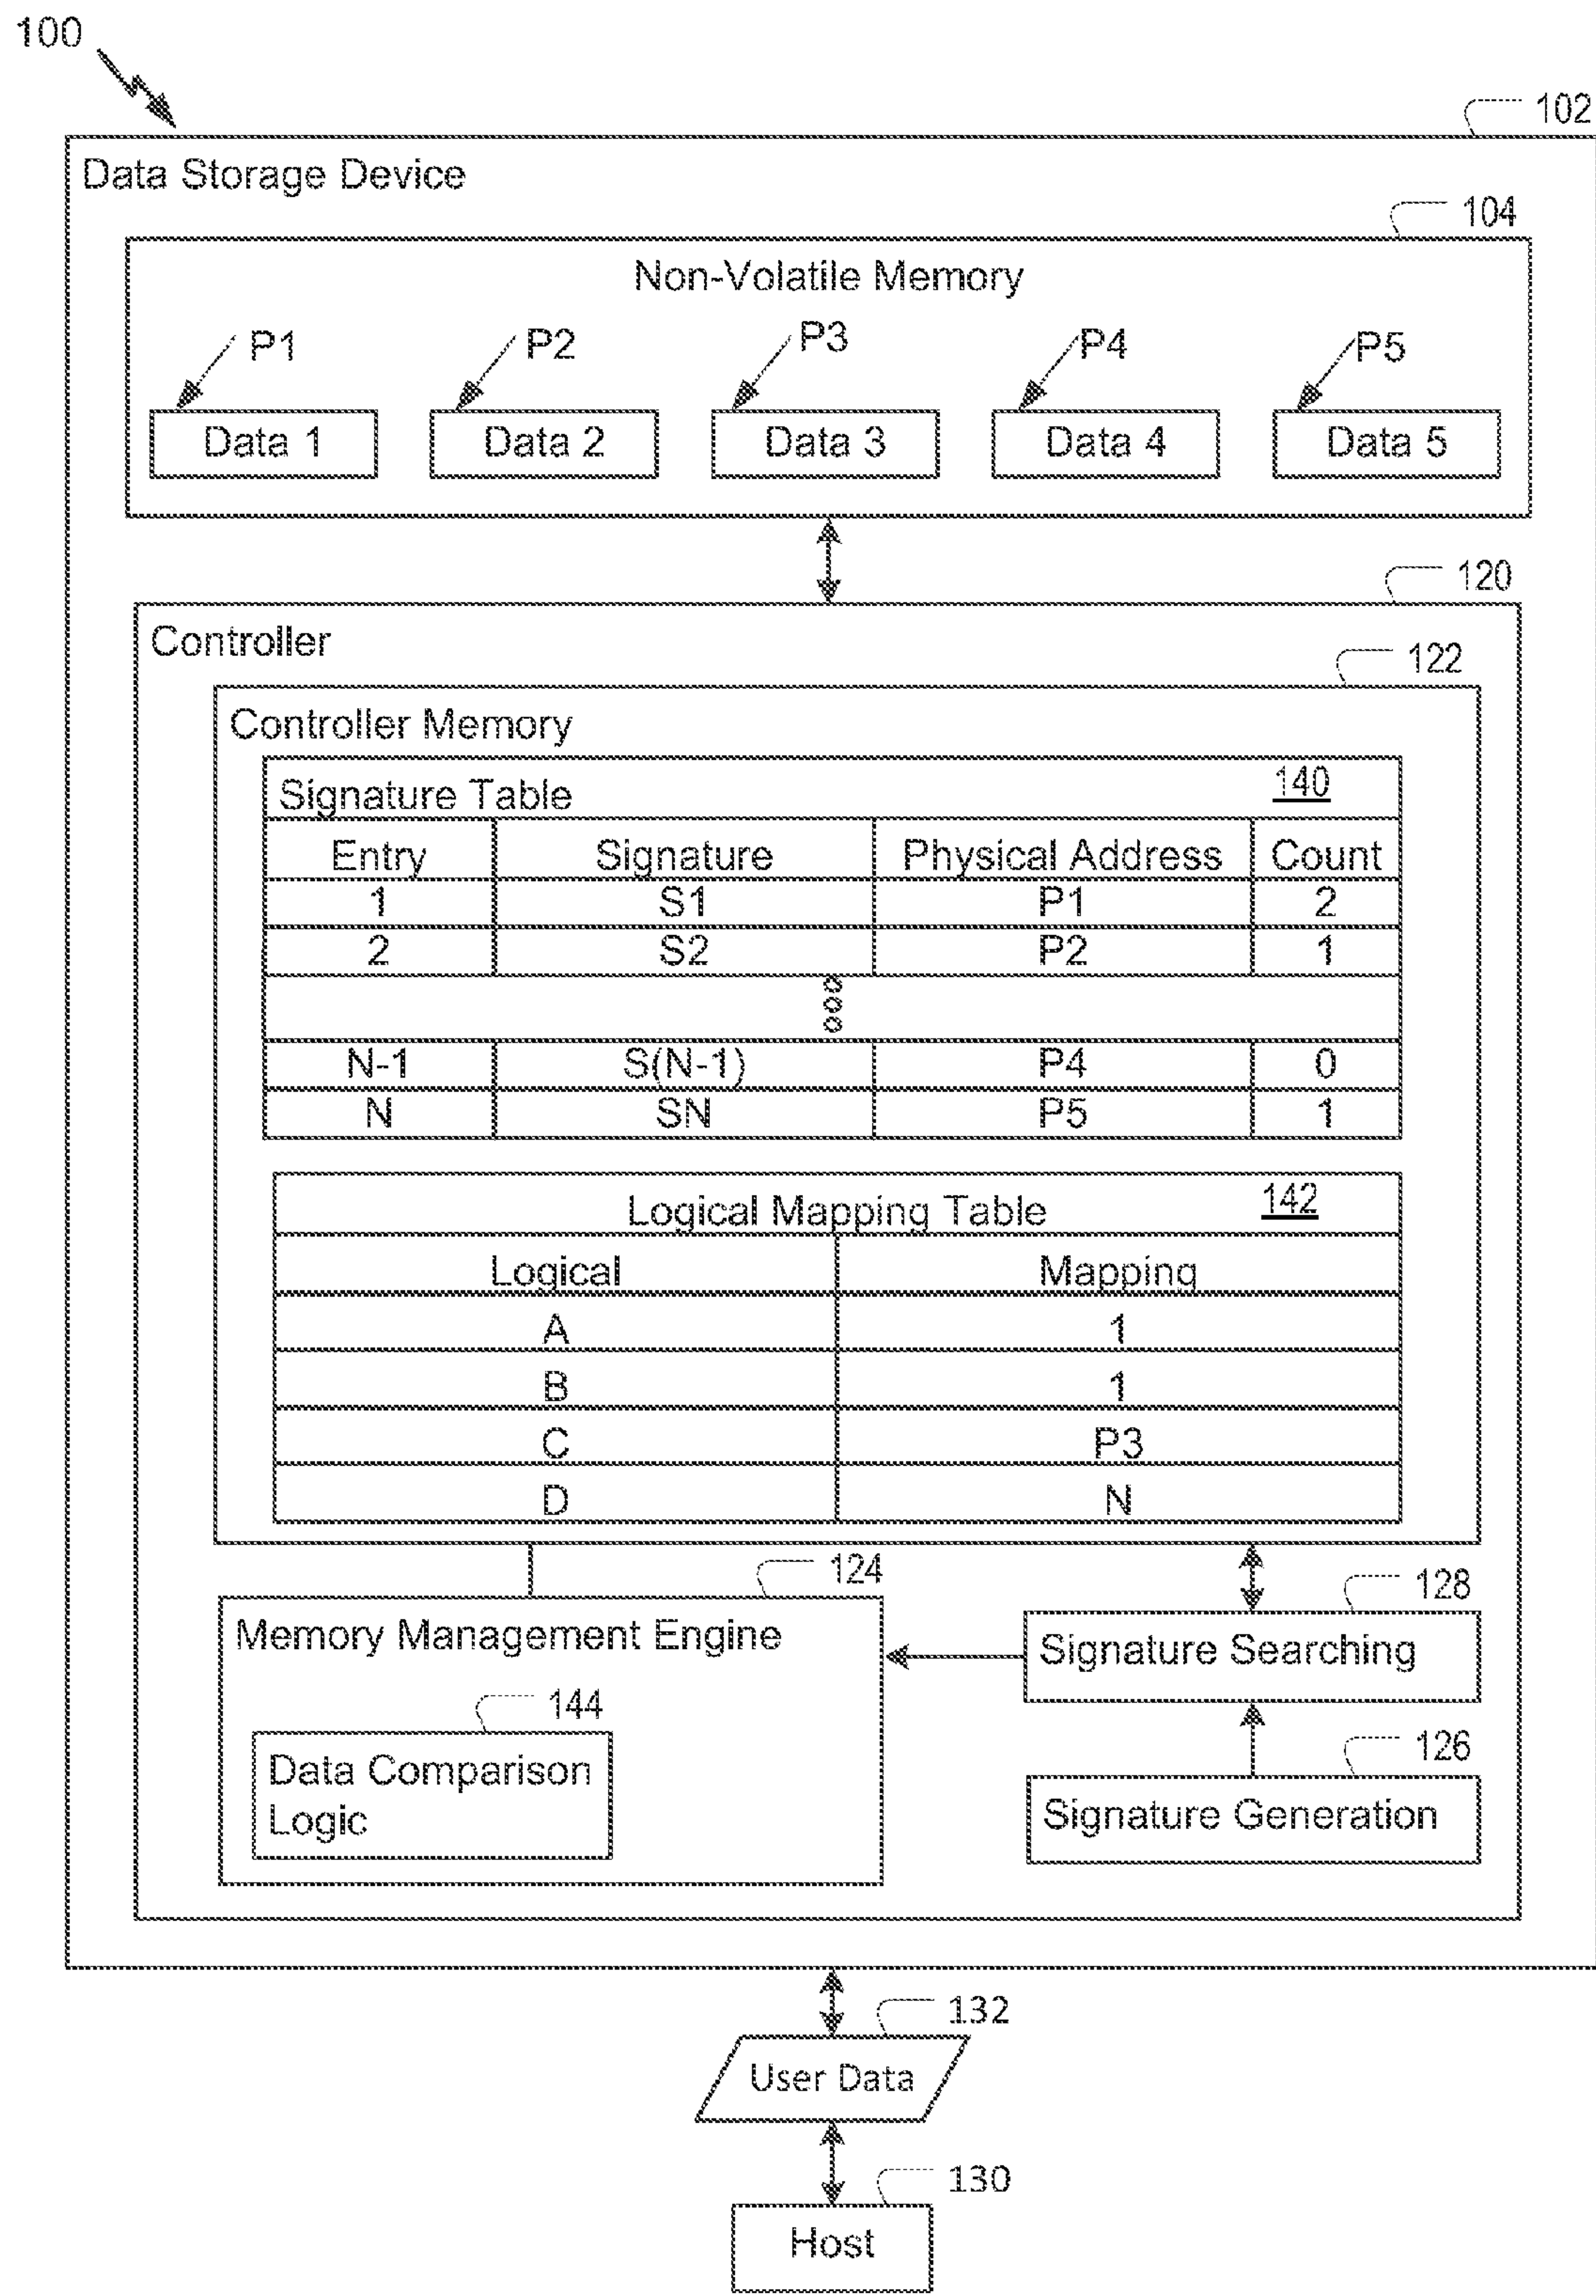 100
102
Data Storage Device
104
Non-Volatile Memory
P1 P2 P3 P4 P5
Data 1 Data 2 Data 3 Data 4 Data 5
120
Controller
122
Controller Memory
Signature Table 140
Entry Signature Physical Address Count
1 S1 P1 2
2 S2 P2 1
N-1 S(N-1) P4 0
N SN P5 1
Logical Mapping Table 142
Logical Mapping
A 1
B 1
C P3
D N
124
128
Memory Management Engine
Signature Searching
144
126
Data Comparison
Logic
Signature Generation
132
User Data
130
Host